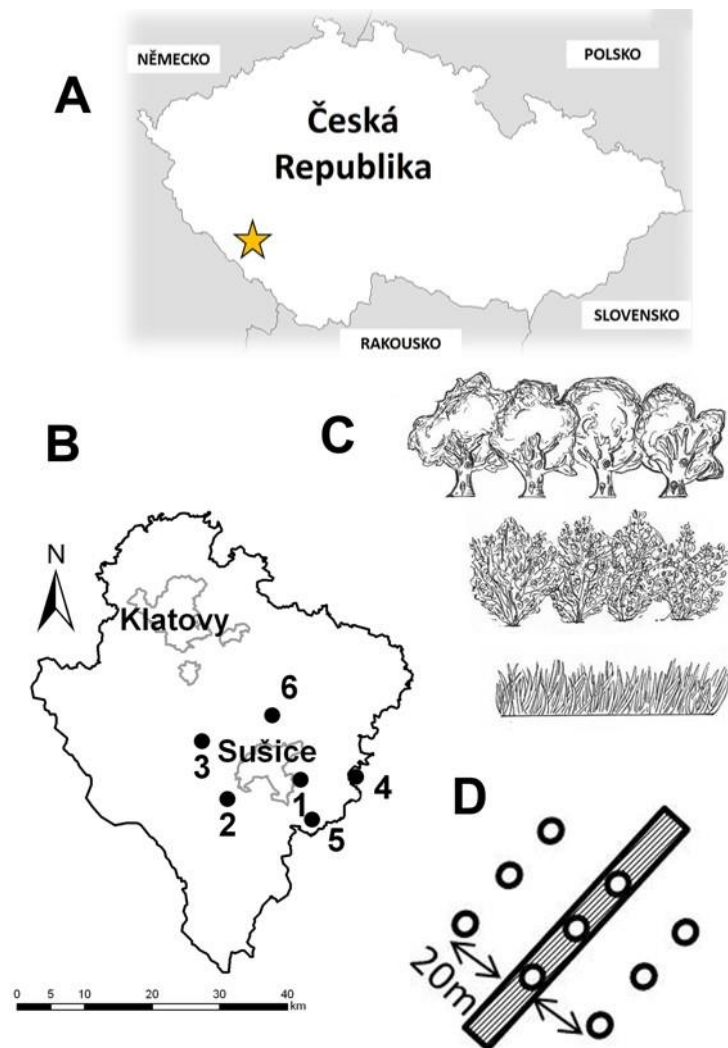 NĚMECKO
POLSKO
A
Česká
Republika
SLOVENSKO
RAKOUSKO
B
C
N
Klatovy
6
Sušice
3
4
1
2
5
D
20m
0 5 10 20 30 40
km